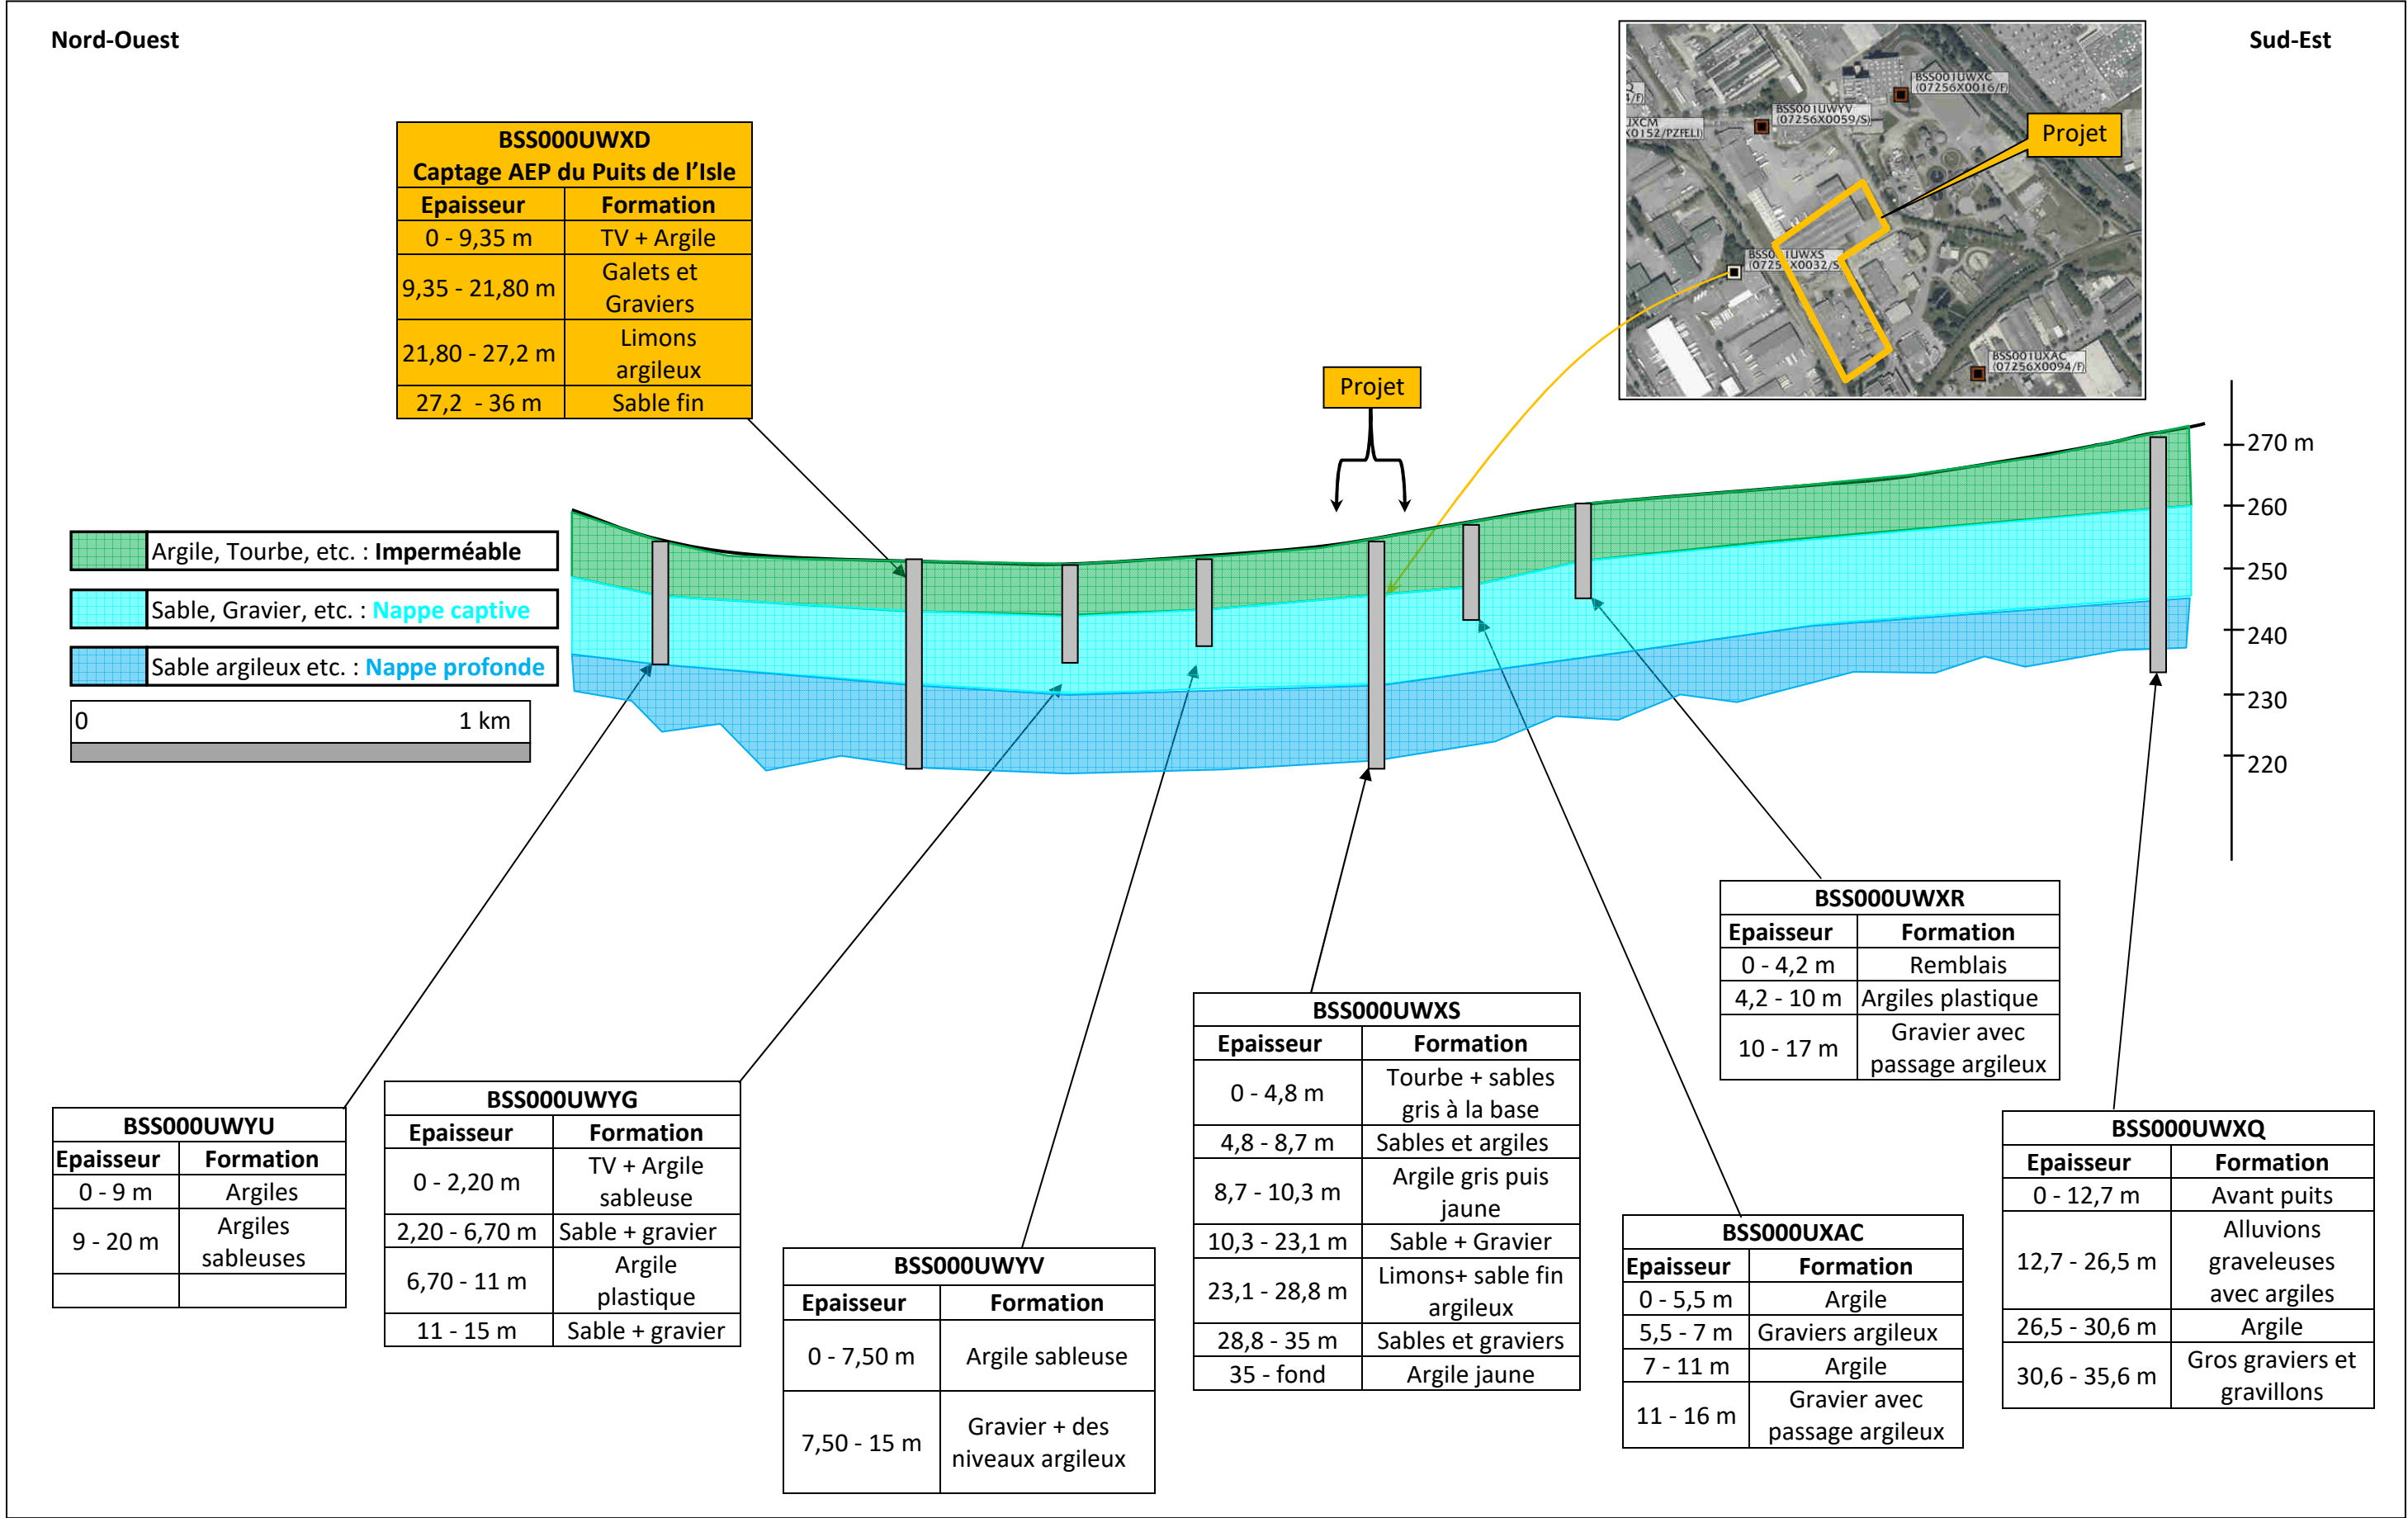 Nord-Ouest
Sud-Est
BSS000UWXD
Captage AEP du Puits de l'Isle
Epaisseur Formation
0 - 9,35 m TV + Argile
9,35 - 21,80 m Galets et
Graviers
21,80 - 27,2 m Limons
argileux
27,2 - 36 m Sable fin
BSS001UWXC
(07256X0016/F)
BSS001UWYV
(07256X0059/S)
UXCM
X0152/PZFELI)
Projet
BSS001UWXS
(07256X0032/S)
BSS001UXAC
(07256X0094/F)
Projet
270 m
260
250
240
230
220
Argile, Tourbe, etc. : Imperméable
Sable, Gravier, etc. : Nappe captive
Sable argileux etc. : Nappe profonde
0 1 km
BSS000UWYU
Epaisseur Formation
0 - 9 m Argiles
9 - 20 m Argiles
sableuses
BSS000UWYG
Epaisseur Formation
0 - 2,20 m TV + Argile
sableuse
2,20 - 6,70 m Sable + gravier
6,70 - 11 m Argile
plastique
11 - 15 m Sable + gravier
BSS000UWYV
Epaisseur Formation
0 - 7,50 m Argile sableuse
7,50 - 15 m Gravier + des
niveaux argileux
BSS000UWXS
Epaisseur Formation
0 - 4,8 m Tourbe + sables
gris à la base
4,8 - 8,7 m Sables et argiles
8,7 - 10,3 m Argile gris puis
jaune
10,3 - 23,1 m Sable + Gravier
23,1 - 28,8 m Limons+ sable fin
argileux
28,8 - 35 m Sables et graviers
35 - fond Argile jaune
BSS000UXAC
Epaisseur Formation
0 - 5,5 m Argile
5,5 - 7 m Graviers argileux
7 - 11 m Argile
11 - 16 m Gravier avec
passage argileux
BSS000UWXR
Epaisseur Formation
0 - 4,2 m Remblais
4,2 - 10 m Argiles plastique
10 - 17 m Gravier avec
passage argileux
BSS000UWXQ
Epaisseur Formation
0 - 12,7 m Avant puits
12,7 - 26,5 m Alluvions
graveleuses
avec argiles
26,5 - 30,6 m Argile
30,6 - 35,6 m Gros graviers et
gravillons